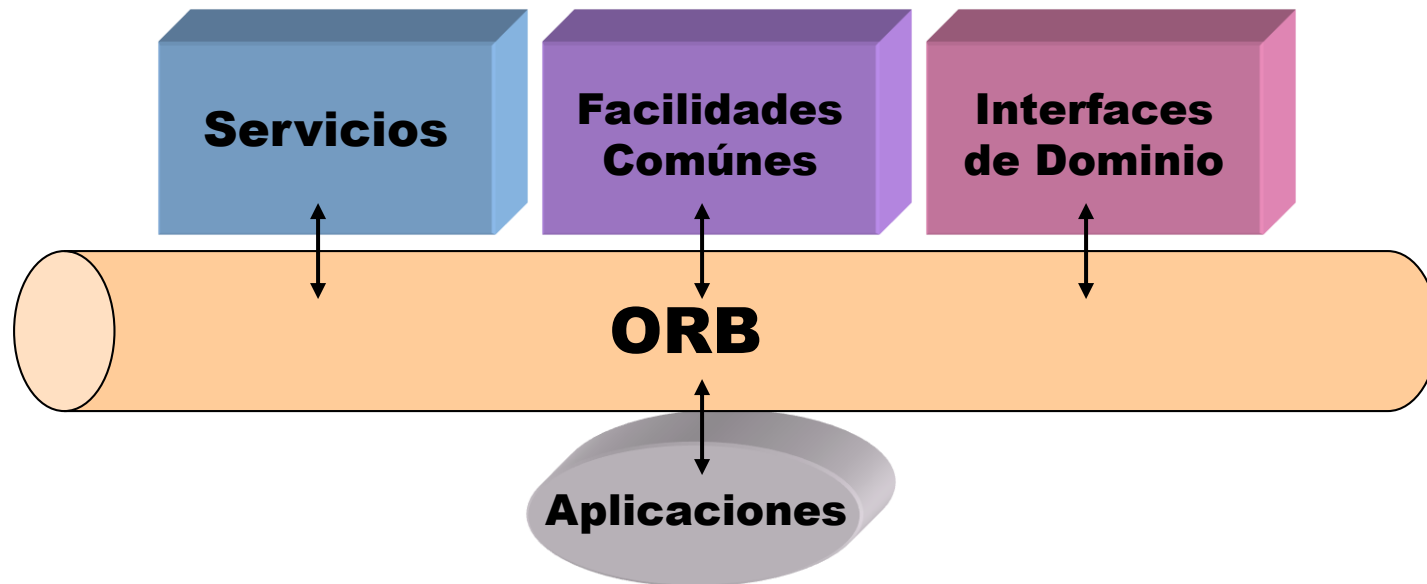 Servicios
Facilidades
Comúnes
Interfaces
de Dominio
ORB
Aplicaciones